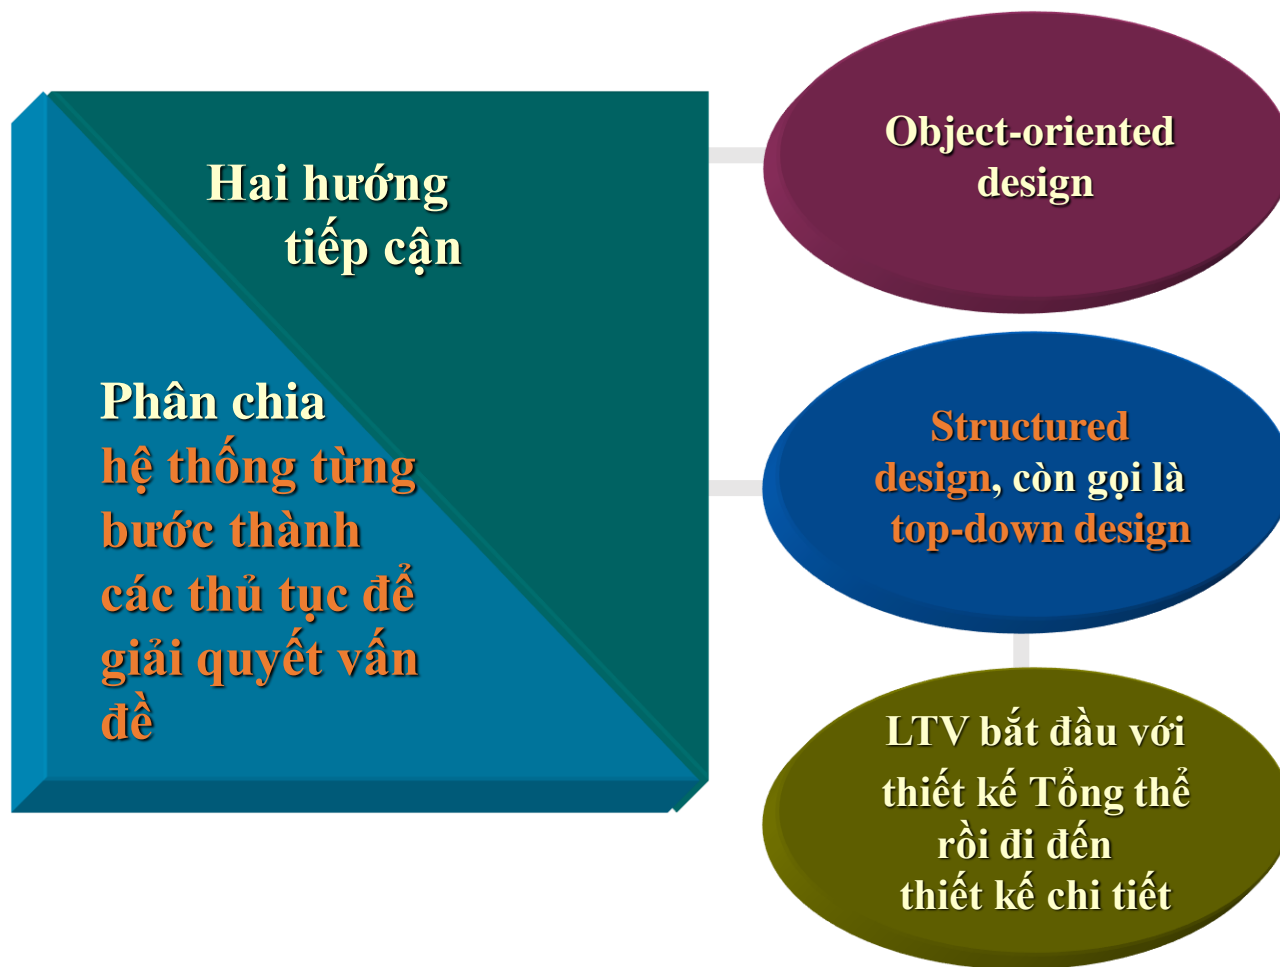 Hai hướng
tiếp cận
Phân chia
hệ thống từng
bước thành
các thủ tục để
giải quyết vấn
đề
Object-oriented
design
Structured
design, còn gọi là
top-down design
LTV bắt đầu với
thiết kế Tổng thể
rồi đi đến
thiết kế chi tiết